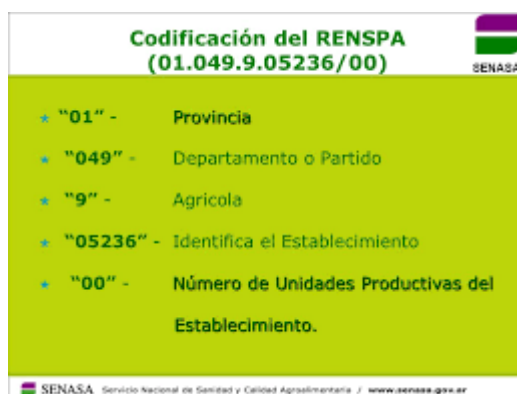 Codificación del RENSPA
(01.049.9.05236/00)
SENASA
* "01" - Provincia
* "049" - Departamento o Partido
* "9" - Agricola
* "05236" - Identifica el Establecimiento
* "00" - Número de Unidades Productivas del
Establecimiento.
SENASA Servicio Nacional de Sanidad y Calidad Agroalimentaria / www.senasa.gov.ar